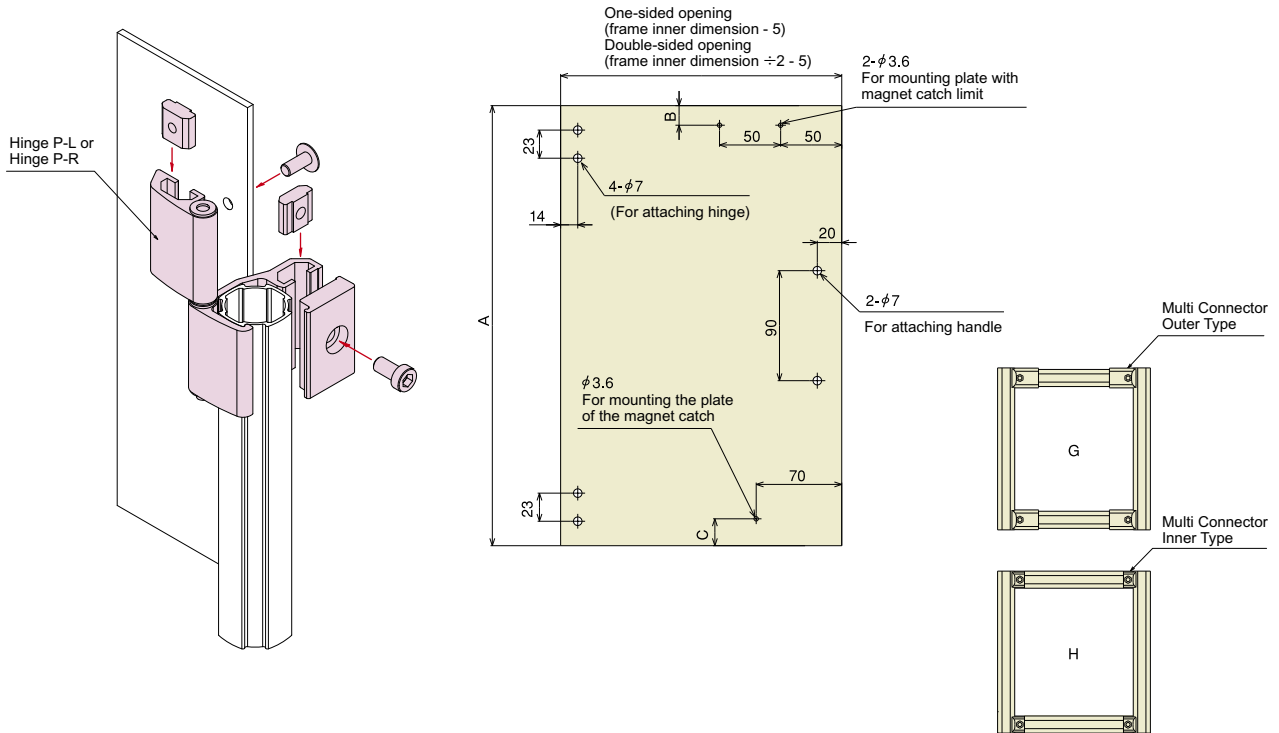 One-sided opening
(frame inner dimension - 5)
Double-sided opening
(frame inner dimension ÷2 - 5)
2-ϕ3.6
For mounting plate with
magnet catch limit
Hinge P-L or
Hinge P-R
B
50
50
23
4-ϕ7
(For attaching hinge)
14
20
A
90
2-ϕ7
For attaching handle
Multi Connector
Outer Type
ϕ3.6
For mounting the plate
of the magnet catch
G
70
23
C
Multi Connector
Inner Type
H